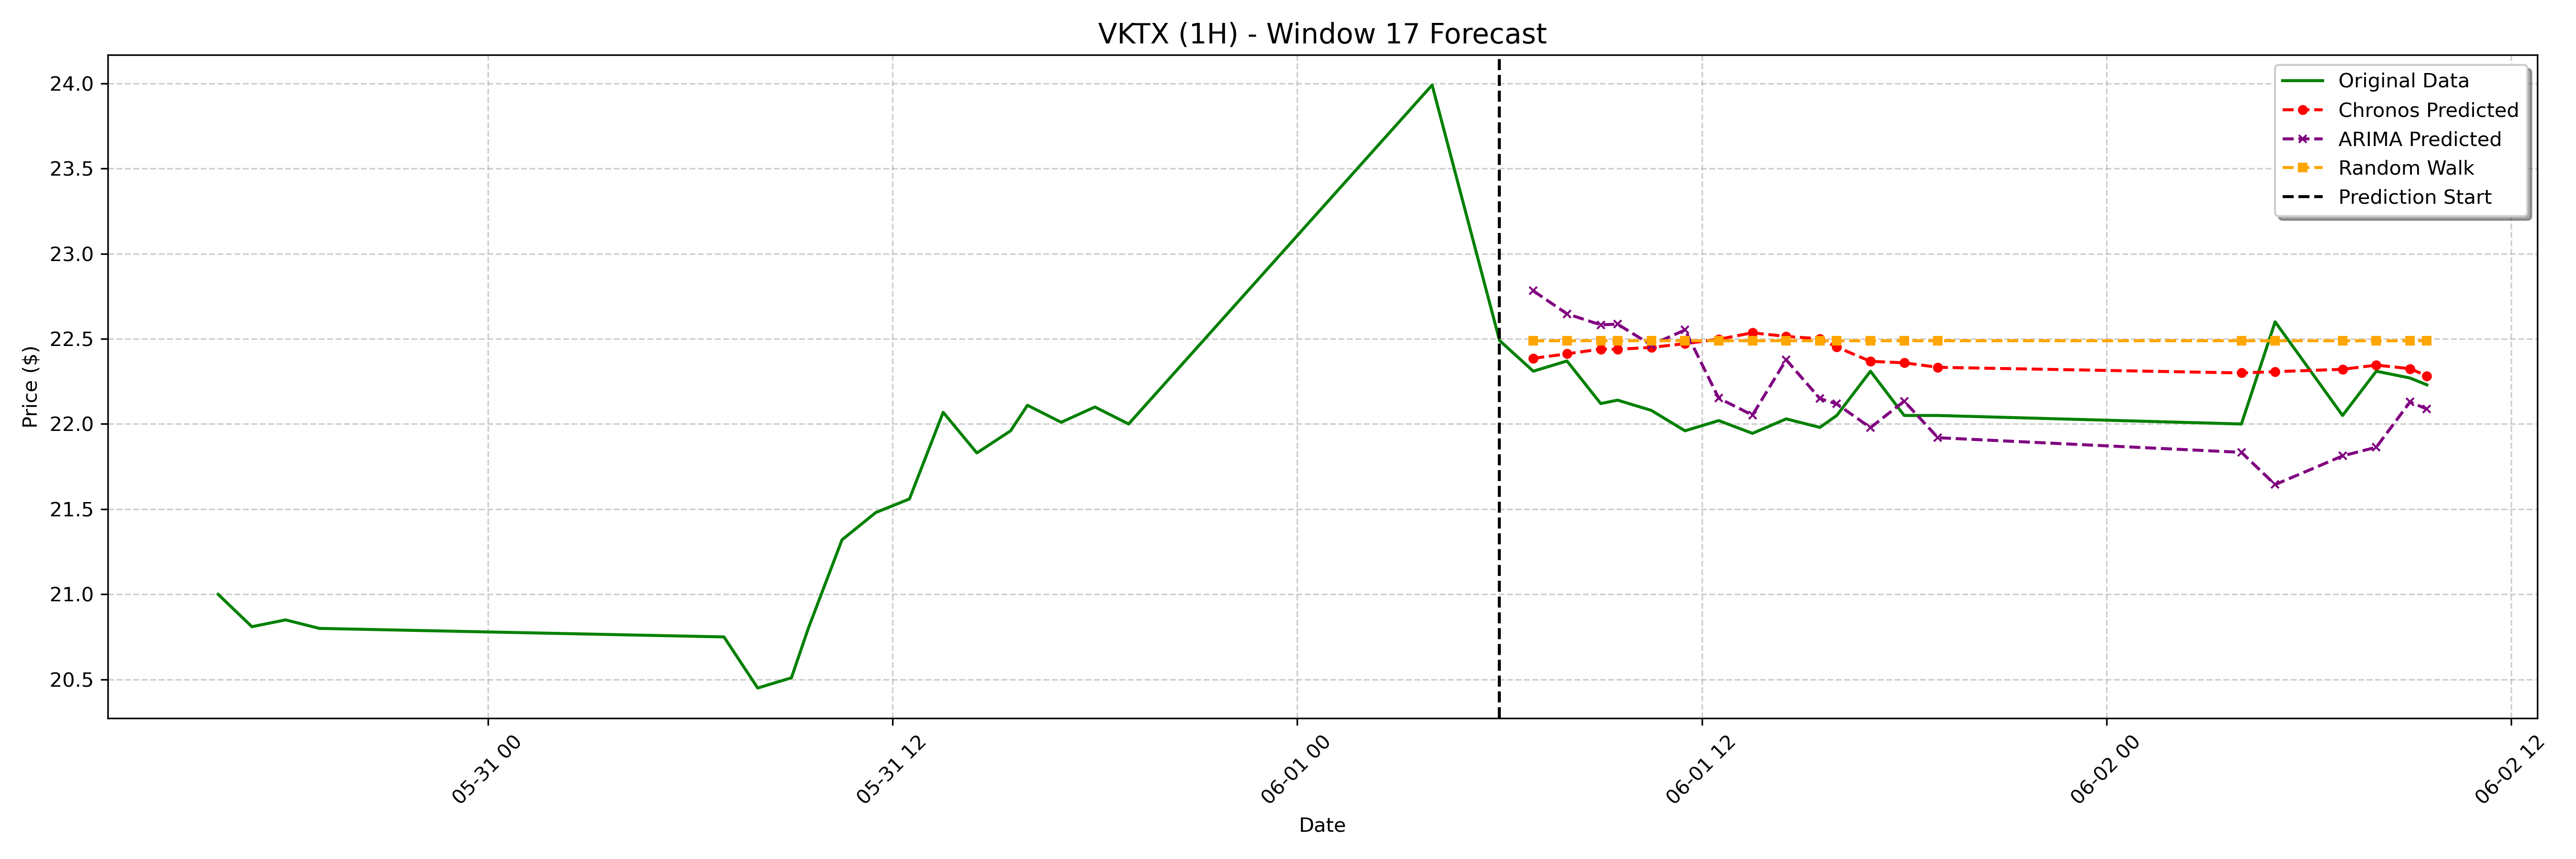 VKTX (1H) - Window 17 Forecast
Original Data
Chronos Predicted
ARIMA Predicted
Random Walk
Prediction Start
Price ($)
24.0
23.5
23.0
22.5
22.0
21.5
21.0
20.5
05-31 00
05-31 12
06-01 00
06-01 12
06-02 00
06-02 12
Date